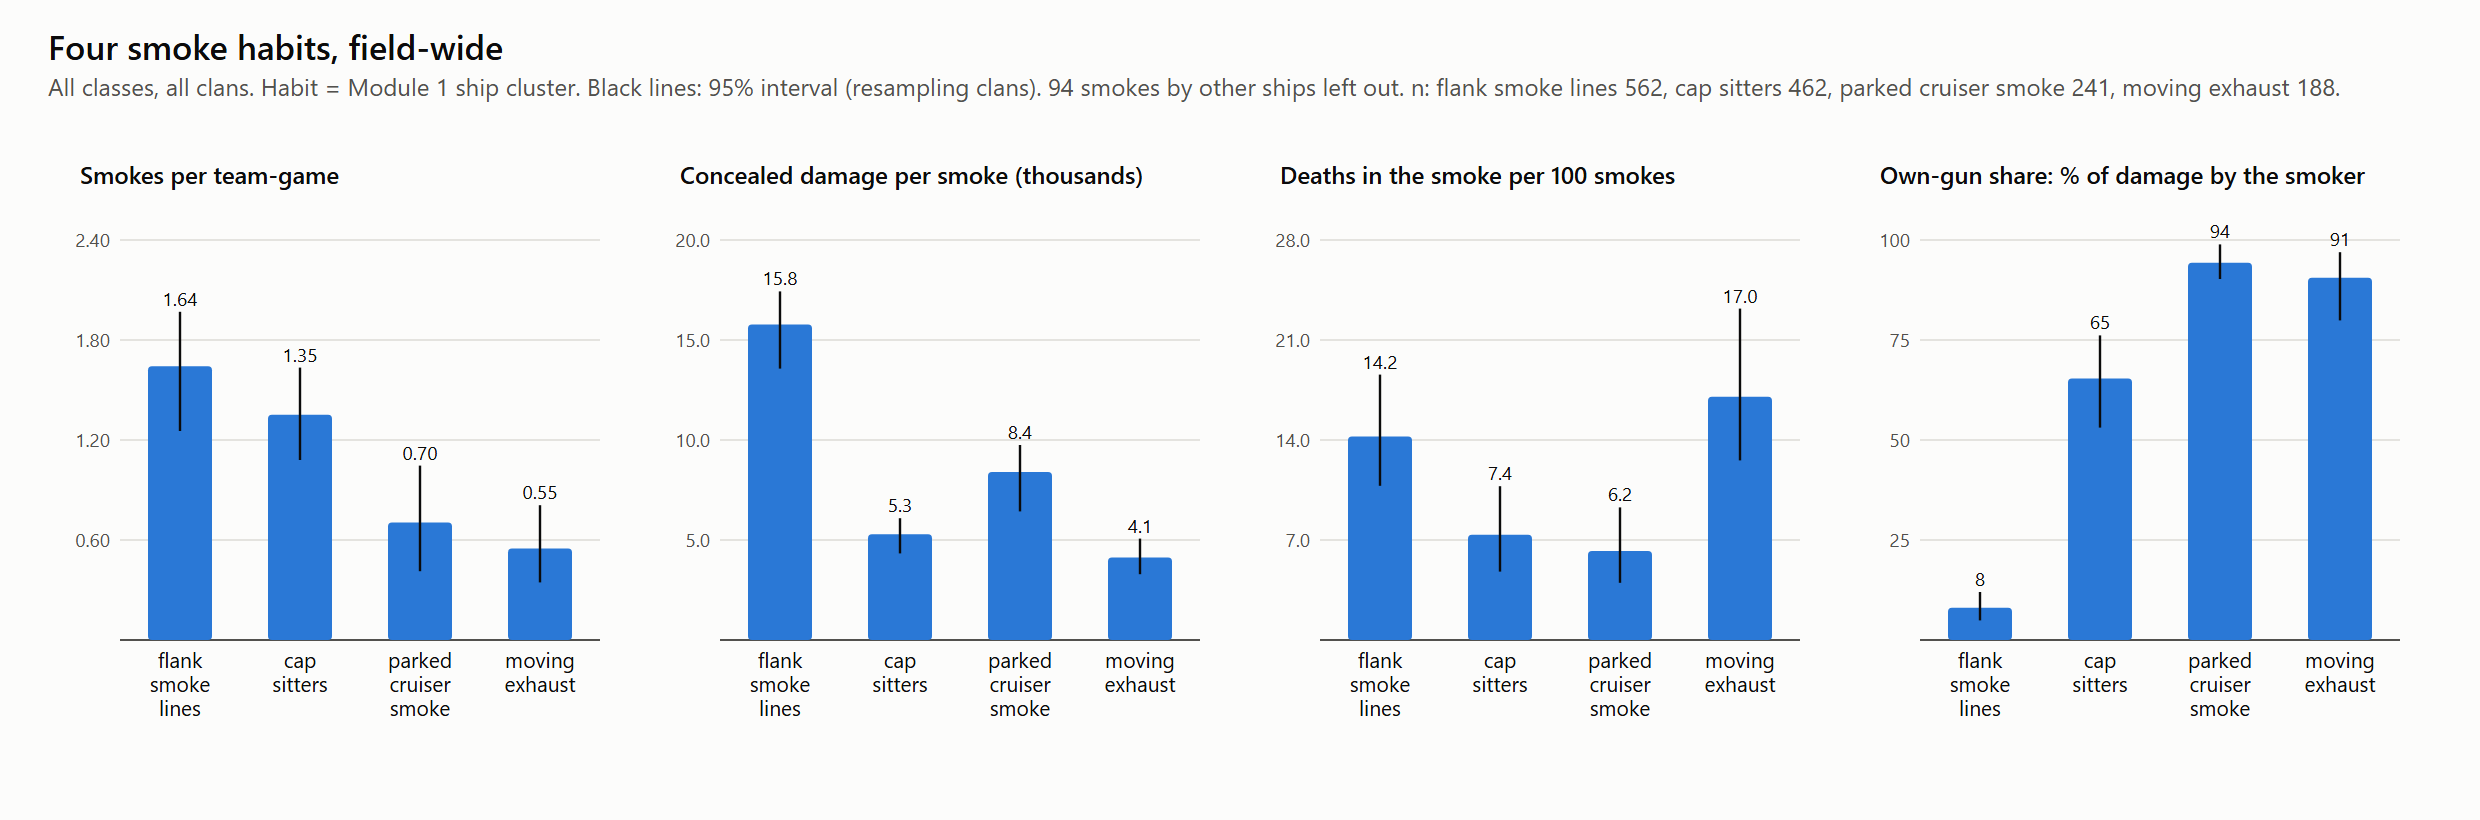 Four smoke habits, field-wide
All classes, all clans. Habit = Module 1 ship cluster. Black lines: 95% interval (resampling clans). 94 smokes by other ships left out. n: flank smoke lines 562, cap sitters 462, parked cruiser smoke 241, moving exhaust 188.
Smokes per team-game
2.40
1.80
1.20
0.60
1.64
1.35
0.70
0.55
flank
smoke
lines
cap
sitters
parked
cruiser
smoke
moving
exhaust
Concealed damage per smoke (thousands)
20.0
15.0
10.0
5.0
15.8
5.3
8.4
4.1
flank
smoke
lines
cap
sitters
parked
cruiser
smoke
moving
exhaust
Deaths in the smoke per 100 smokes
28.0
21.0
14.0
7.0
14.2
7.4
6.2
17.0
flank
smoke
lines
cap
sitters
parked
cruiser
smoke
moving
exhaust
Own-gun share: % of damage by the smoker
100
75
50
25
8
65
94
91
flank
smoke
lines
cap
sitters
parked
cruiser
smoke
moving
exhaust